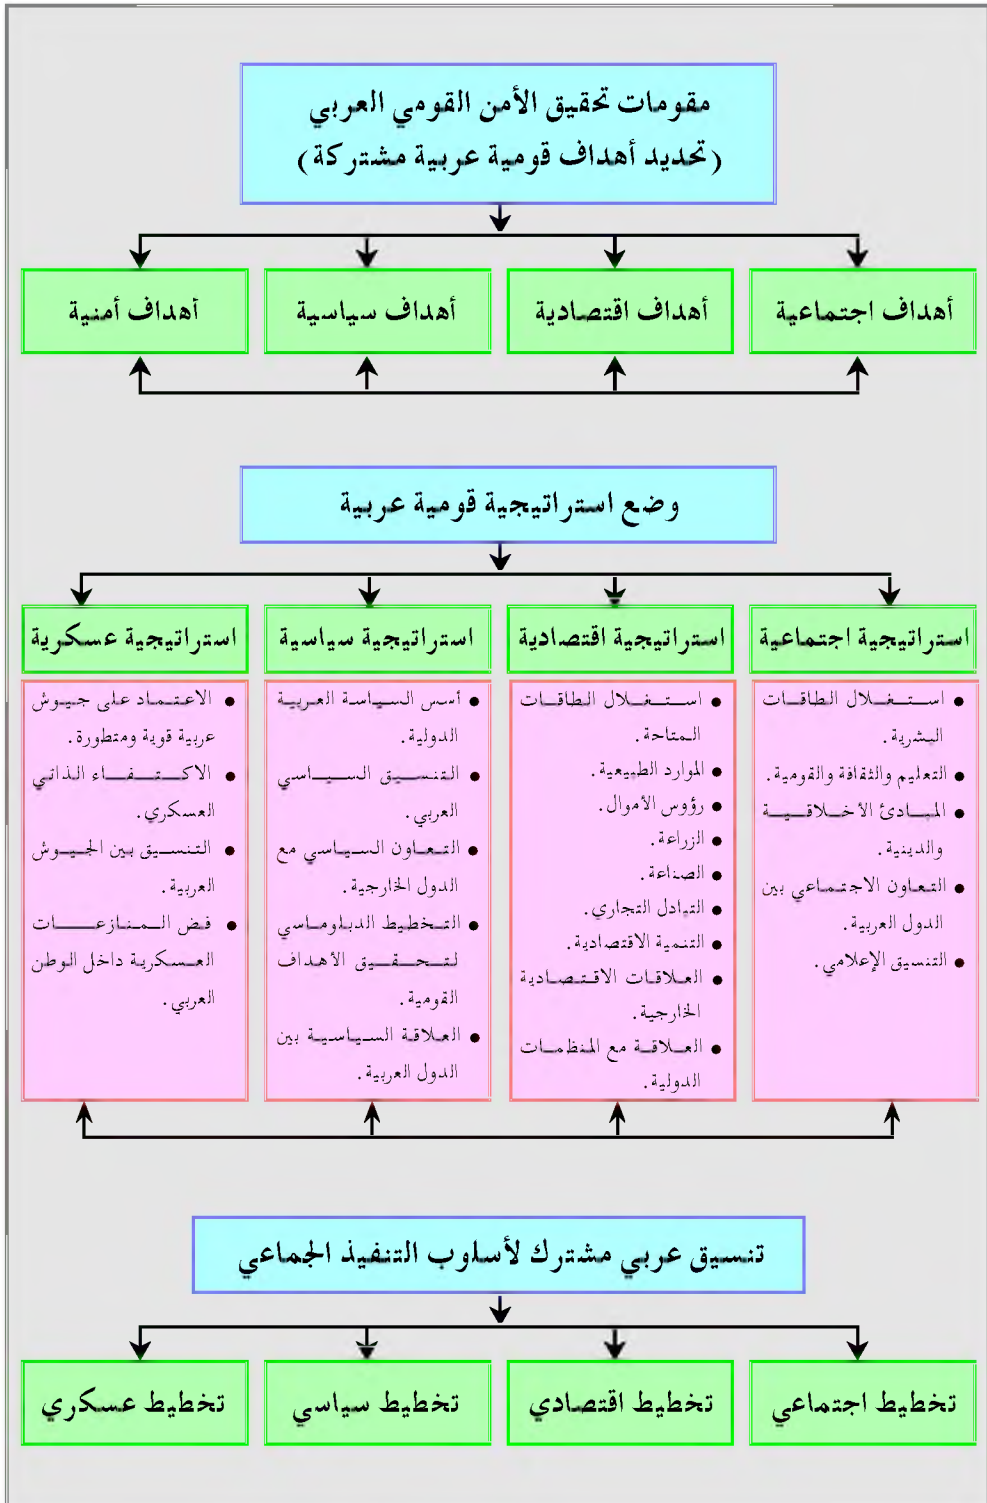 مقومات تحقيق الأمن القومي العربي
(تحديد أهداف قومية عربية مشتركة)
أهداف اجتماعية
أهداف اقتصادية
أهداف سياسية
أهداف أمنية
وضع استراتيجية قومية عربية
استراتيجية اجتماعية
استراتيجية اقتصادية
استراتيجية سياسية
استراتيجية عسكرية
● استغلال الطاقات
البشرية.
● التعليم والثقافة والقومية.
● المبادئ الأخلاقية
والدينية.
● التعاون الاجتماعي بين
الدول العربية.
● التنسيق الإعلامي.
● استغلال الطاقات
المتاحة.
● الموارد الطبيعية.
● رؤوس الأموال.
● الزراعة.
● الصناعة.
● التبادل التجاري.
● التنمية الاقتصادية.
● العلاقات الاقتصادية
الخارجية.
● العلاقة مع المنظمات
الدولية.
● أسس السياسة العربية
الدولية.
● التنسيق السياسي
العربي.
● التعاون السياسي مع
الدول الخارجية.
● التخطيط الدبلوماسي
لتحقيق الأهداف
القومية.
● العلاقة السياسية بين
الدول العربية.
● الاعتماد على جيوش
عربية قوية ومتطورة.
● الاكتفاء الذاتي
العسكري.
● التنسيق بين الجيوش
العربية.
● فض المنازعات
العسكرية داخل الوطن
العربي.
تنسيق عربي مشترك لأسلوب التنفيذ الجماعي
تخطيط اجتماعي
تخطيط اقتصادي
تخطيط سياسي
تخطيط عسكري